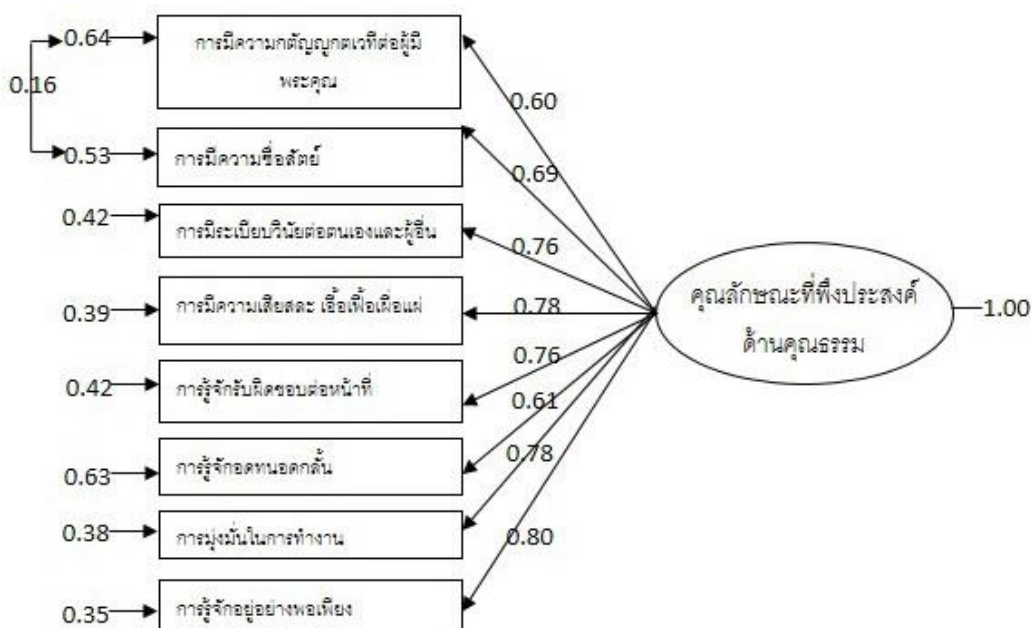 0.64
การมีความกตัญญูกตเวทีต่อผู้มี
พระคุณ
0.16
0.60
0.53
การมีความซื่อสัตย์
0.69
0.42
การมีระเบียบวินัยต่อตนเองและผู้อื่น
0.76
0.39
การมีความเสียสละ เอื้อเฟื้อเผื่อแผ่
0.78
คุณลักษณะที่พึงประสงค์
ด้านคุณธรรม
1.00
0.42
การรู้จักรับผิดชอบต่อหน้าที่
0.76
0.61
0.63
การรู้จักอดทนอดกลั้น
0.78
0.38
การมุ่งมั่นในการทำงาน
0.80
0.35
การรู้จักอยู่อย่างพอเพียง